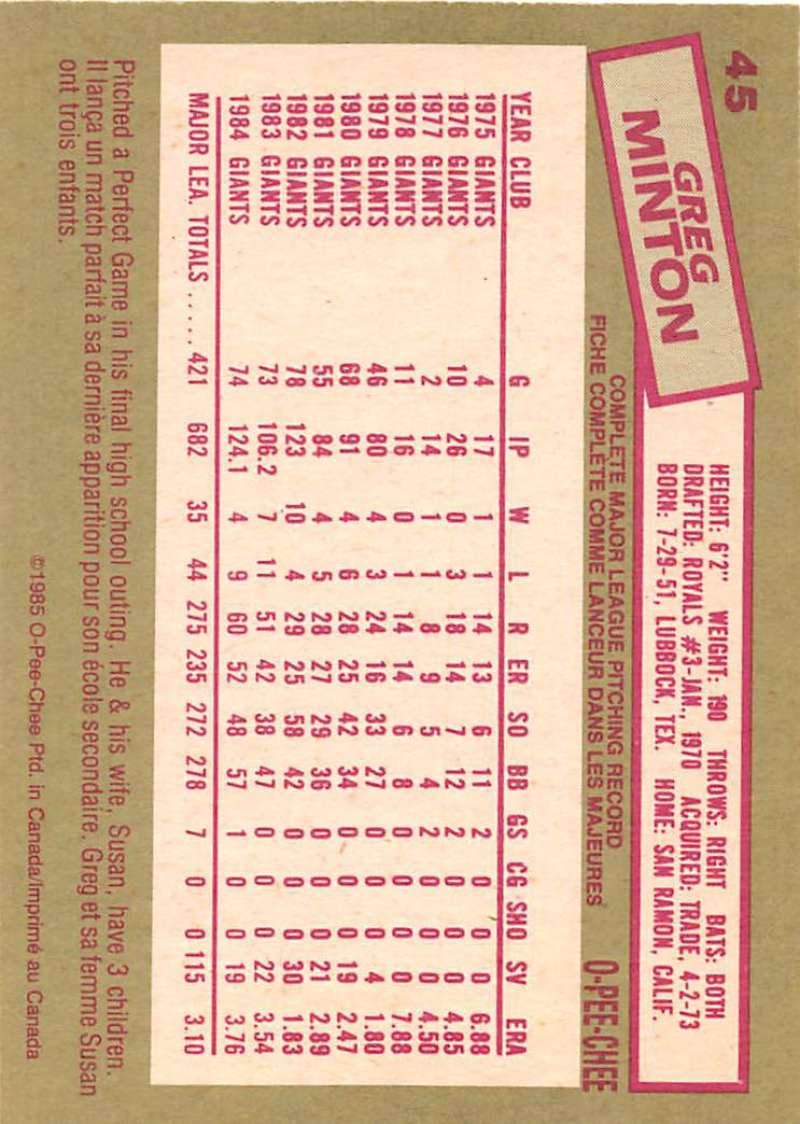 45
GREG
MINTON
HEIGHT: 6'2" WEIGHT: 190 THROWS: RIGHT BATS: BOTH
DRAFTED: ROYALS #3-JAN., 1970 ACQUIRED: TRADE, 4-2-73
BORN: 7-29-51, LUBBOCK, TEX. HOME: SAN RAMON, CALIF.
COMPLETE MAJOR LEAGUE PITCHING RECORD
FICHE COMPLÈTE COMME LANCEUR DANS LES MAJEURES
O-PEE-CHEE
YEAR CLUB G IP W L R ER SO BB GS CG SHO SV ERA
1975 GIANTS 4 17 1 1 14 13 6 11 2 0 0 0 6.88
1976 GIANTS 10 26 0 3 18 14 7 12 2 0 0 0 4.85
1977 GIANTS 2 14 1 1 8 9 5 4 2 0 0 0 4.50
1978 GIANTS 11 16 0 1 14 14 6 8 0 0 0 0 7.88
1979 GIANTS 46 80 4 3 24 16 33 27 0 0 0 4 1.80
1980 GIANTS 68 91 4 6 28 25 42 34 0 0 0 19 2.47
1981 GIANTS 55 84 4 5 28 27 29 36 0 0 0 21 2.89
1982 GIANTS 78 123 10 4 29 25 58 42 0 0 0 30 1.83
1983 GIANTS 73 106.2 7 11 51 42 38 47 0 0 0 22 3.54
1984 GIANTS 74 124.1 4 9 60 52 48 57 1 0 0 19 3.76
MAJOR LEA. TOTALS ..... 421 682 35 44 275 235 272 278 7 0 0 115 3.10
Pitched a Perfect Game in his final high school outing. He & his wife, Susan, have 3 children.
Il lança un match parfait à sa dernière apparition pour son école secondaire. Greg et sa femme Susan
ont trois enfants.
©1985 O-Pee-Chee Ptd. in Canada/Imprimé au Canada